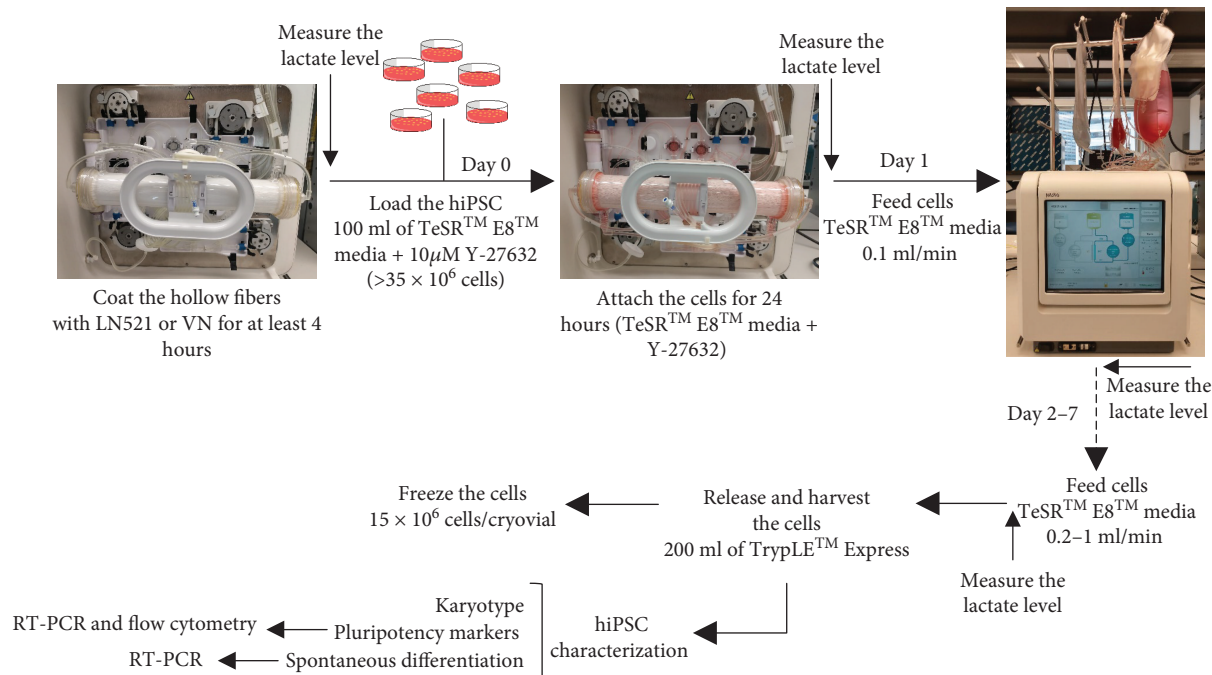 Measure the
lactate level
Day 0
Load the hiPSC
100 ml of TeSR™ E8™
media + 10μM Y-27632
(>35 × 10⁶ cells)
Coat the hollow fibers
with LN521 or VN for at least 4
hours
Measure the
lactate level
Attach the cells for 24
hours (TeSR™ E8™ media +
Y-27632)
Day 1
Feed cells
TeSR™ E8™ media
0.1 ml/min
Measure the
lactate level
Day 2–7
Feed cells
TeSR™ E8™ media
0.2–1 ml/min
Measure the
lactate level
Release and harvest
the cells
200 ml of TrypLE™ Express
Freeze the cells
15 × 10⁶ cells/cryovial
hiPSC
characterization
Karyotype
Pluripotency markers
Spontaneous differentiation
RT-PCR and flow cytometry
RT-PCR